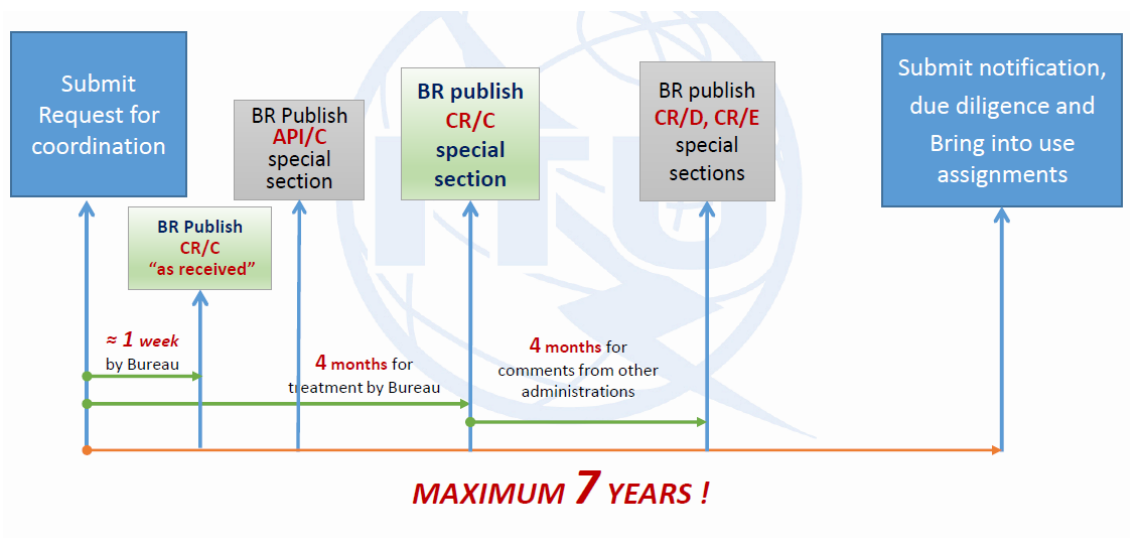 Submit
Request for
coordination
BR Publish
CR/C
“as received”
BR Publish
API/C
special
section
BR publish
CR/C
special
section
BR publish
CR/D, CR/E
special
sections
Submit notification,
due diligence and
Bring into use
assignments
≈ 1 week
by Bureau
4 months for
treatment by Bureau
4 months for
comments from other
administrations
MAXIMUM 7 YEARS !
ITU